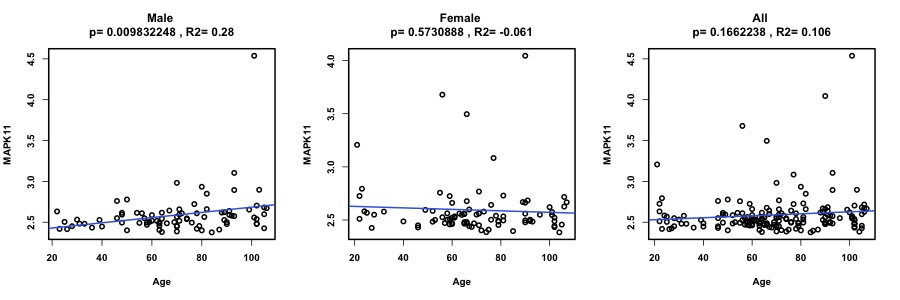 Male
p= 0.009832248 , R2= 0.28
MAPK11
4.5
4.0
3.5
3.0
2.5
20 40 60 80 100
Age
Female
p= 0.5730888 , R2= -0.061
MAPK11
4.0
3.5
3.0
2.5
20 40 60 80 100
Age
All
p= 0.1662238 , R2= 0.106
MAPK11
4.5
4.0
3.5
3.0
2.5
20 40 60 80 100
Age